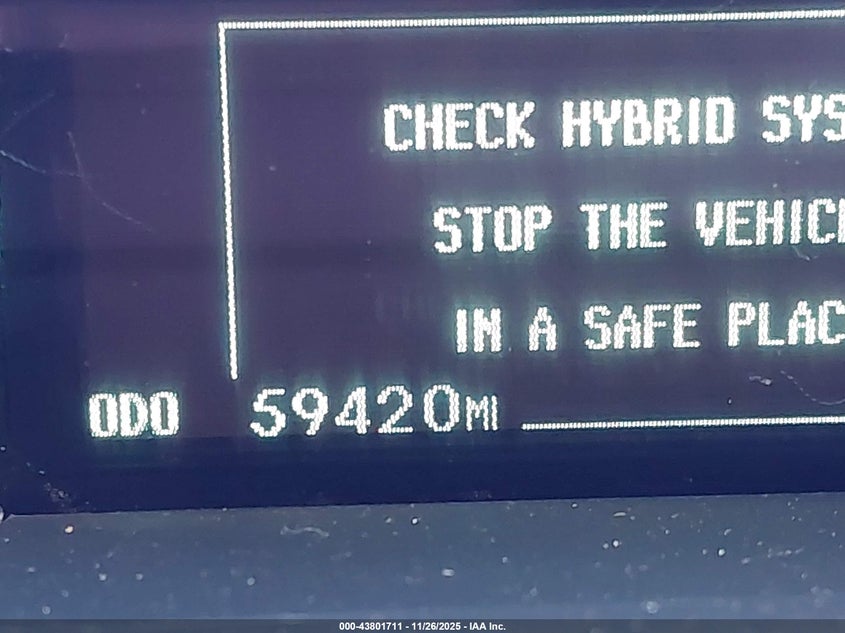 CHECK HYBRID SYS
STOP THE VEHIC
IN A SAFE PLAC
ODO 59420MI
000-43801711 - 11/26/2025 - IAA Inc.